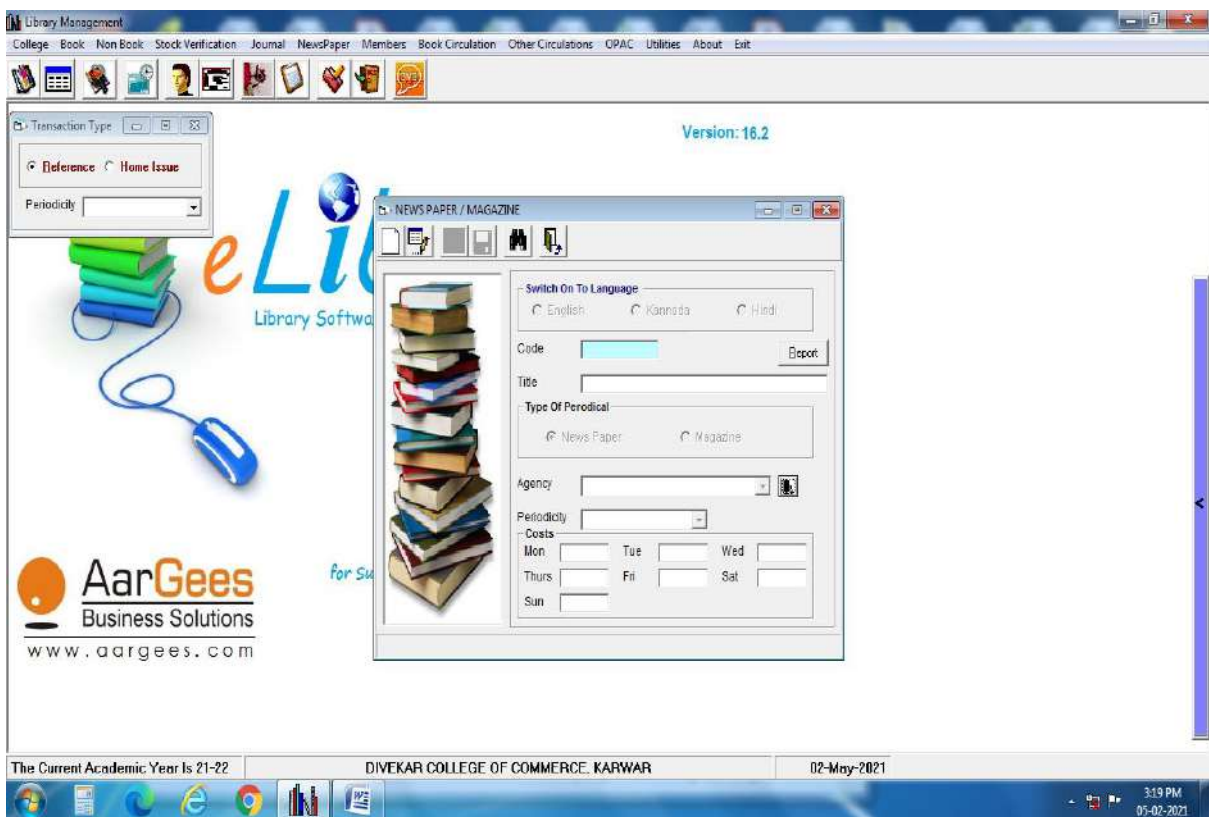 Library Management
College Book Non Book Stock Verification Journal NewsPaper Members Book Circulation Other Circulations OPAC Utilities About Exit
SMS
Transaction Type
Reference Home Issue
Periodicity
Version: 16.2
eLib
Library Softwa
for Su
NEWS PAPER / MAGAZINE
Switch On To Language
English Kannada Hindi
Code
Report
Title
Type Of Perodical
News Paper Magazine
Agency
Periodicity
Costs
Mon Tue Wed
Thurs Fri Sat
Sun
AarGees
Business Solutions
www.aargees.com
<
The Current Academic Year Is 21-22 DIVEKAR COLLEGE OF COMMERCE, KARWAR 02-May-2021
3:19 PM
05-02-2021